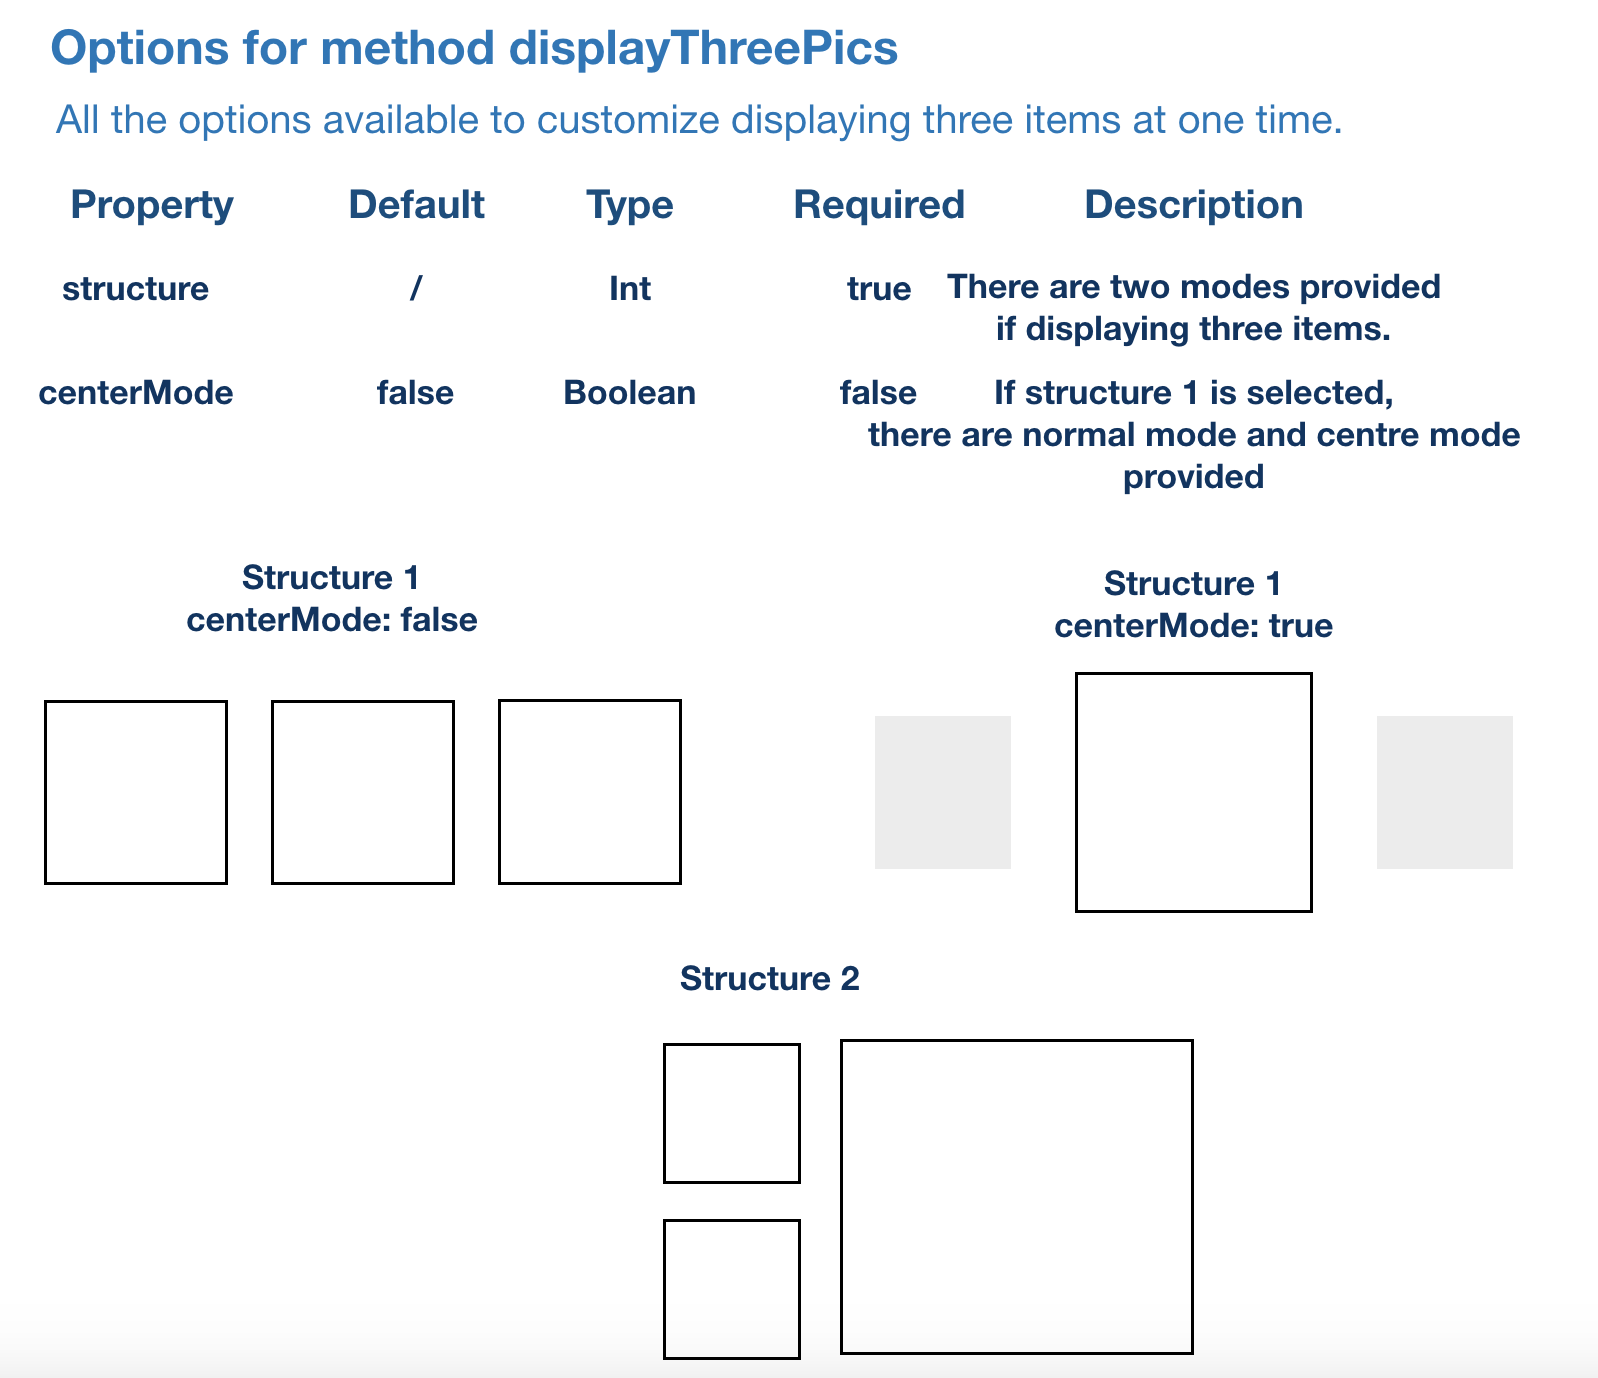 Options for method displayThreePics
All the options available to customize displaying three items at one time.
Property Default Type Required Description
structure / Int true There are two modes provided
if displaying three items.
centerMode false Boolean false If structure 1 is selected,
there are normal mode and centre mode
provided
Structure 1
centerMode: false
Structure 1
centerMode: true
Structure 2